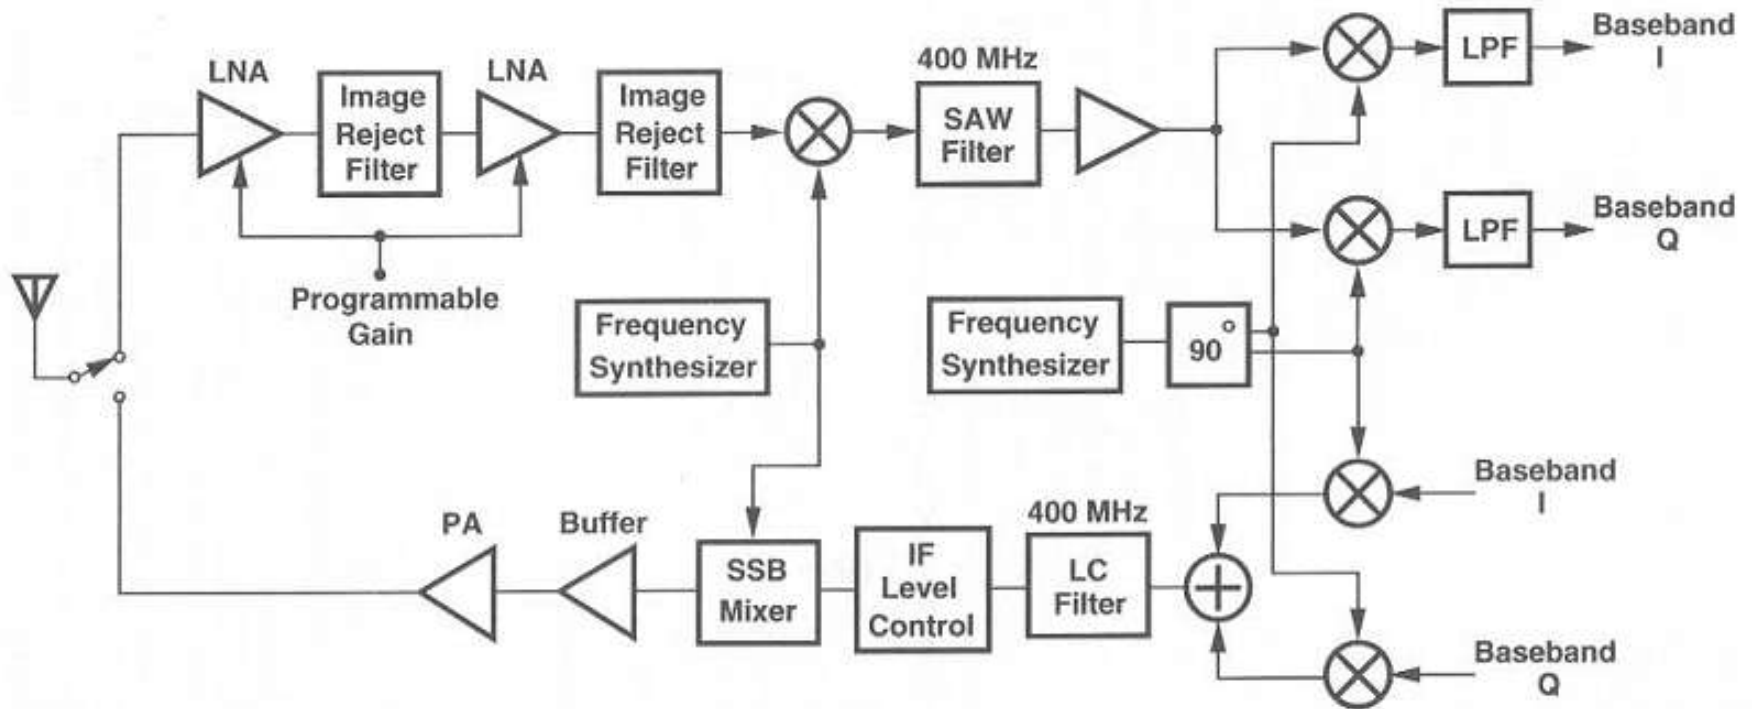 LNA
Image
Reject
Filter
LNA
Image
Reject
Filter
400 MHz
SAW
Filter
LPF
Baseband
I
LPF
Baseband
Q
Programmable
Gain
Frequency
Synthesizer
Frequency
Synthesizer
90°
PA
Buffer
SSB
Mixer
IF
Level
Control
400 MHz
LC
Filter
Baseband
I
Baseband
Q